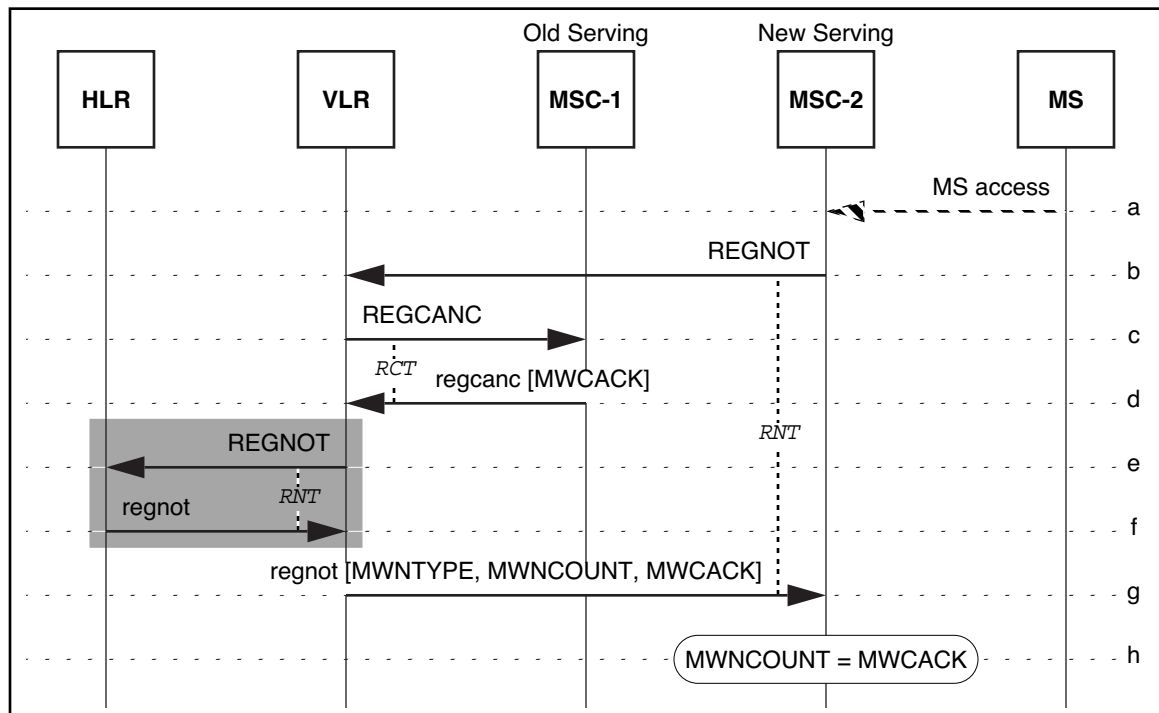 Old Serving New Serving
HLR VLR MSC-1 MSC-2 MS
MS access
a
REGNOT
b
REGCANC
c
RCT
regcanc [MWCACK]
d
RNT
REGNOT
e
RNT
regnot
f
regnot [MWNTYPE, MWNCOUNT, MWCACK]
g
MWNCOUNT = MWCACK
h